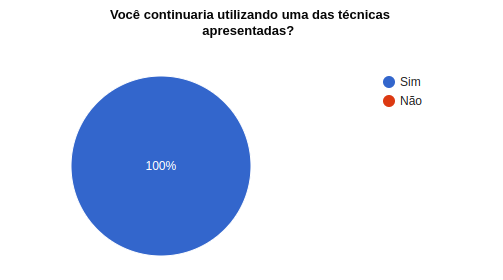 Você continuaria utilizando uma das técnicas
apresentadas?
Sim
Não
100%